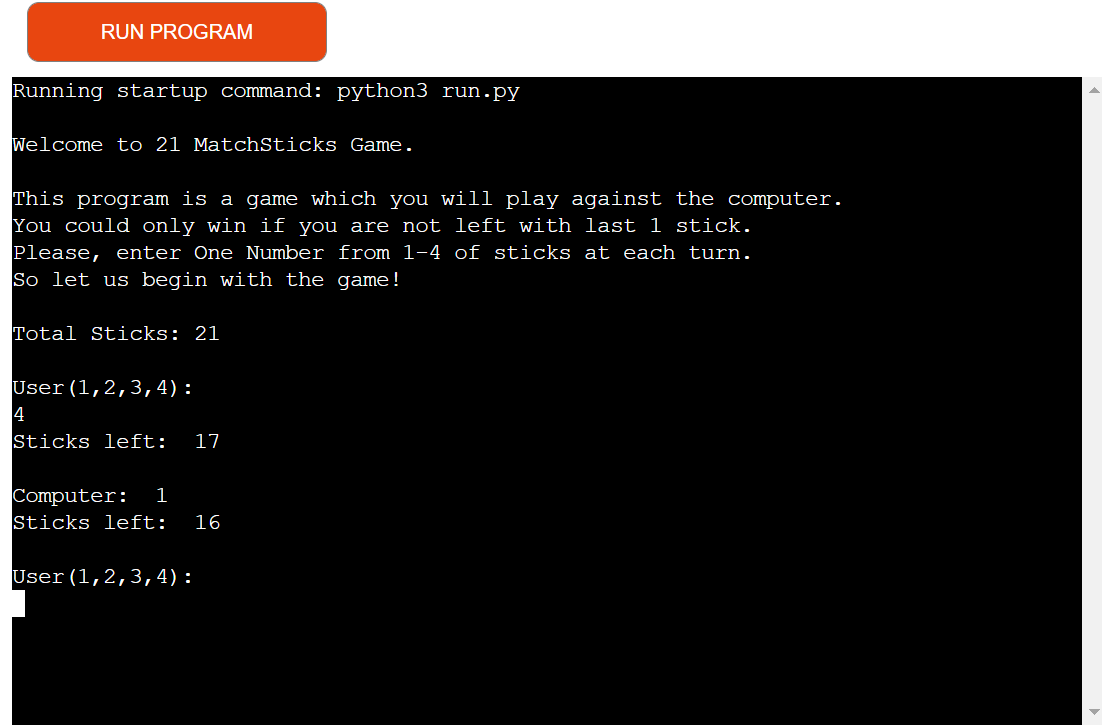 RUN PROGRAM
Running startup command: python3 run.py
Welcome to 21 MatchSticks Game.
This program is a game which you will play against the computer.
You could only win if you are not left with last 1 stick.
Please, enter One Number from 1-4 of sticks at each turn.
So let us begin with the game!
Total Sticks: 21
User(1,2,3,4):
4
Sticks left:  17
Computer:  1
Sticks left:  16
User(1,2,3,4):